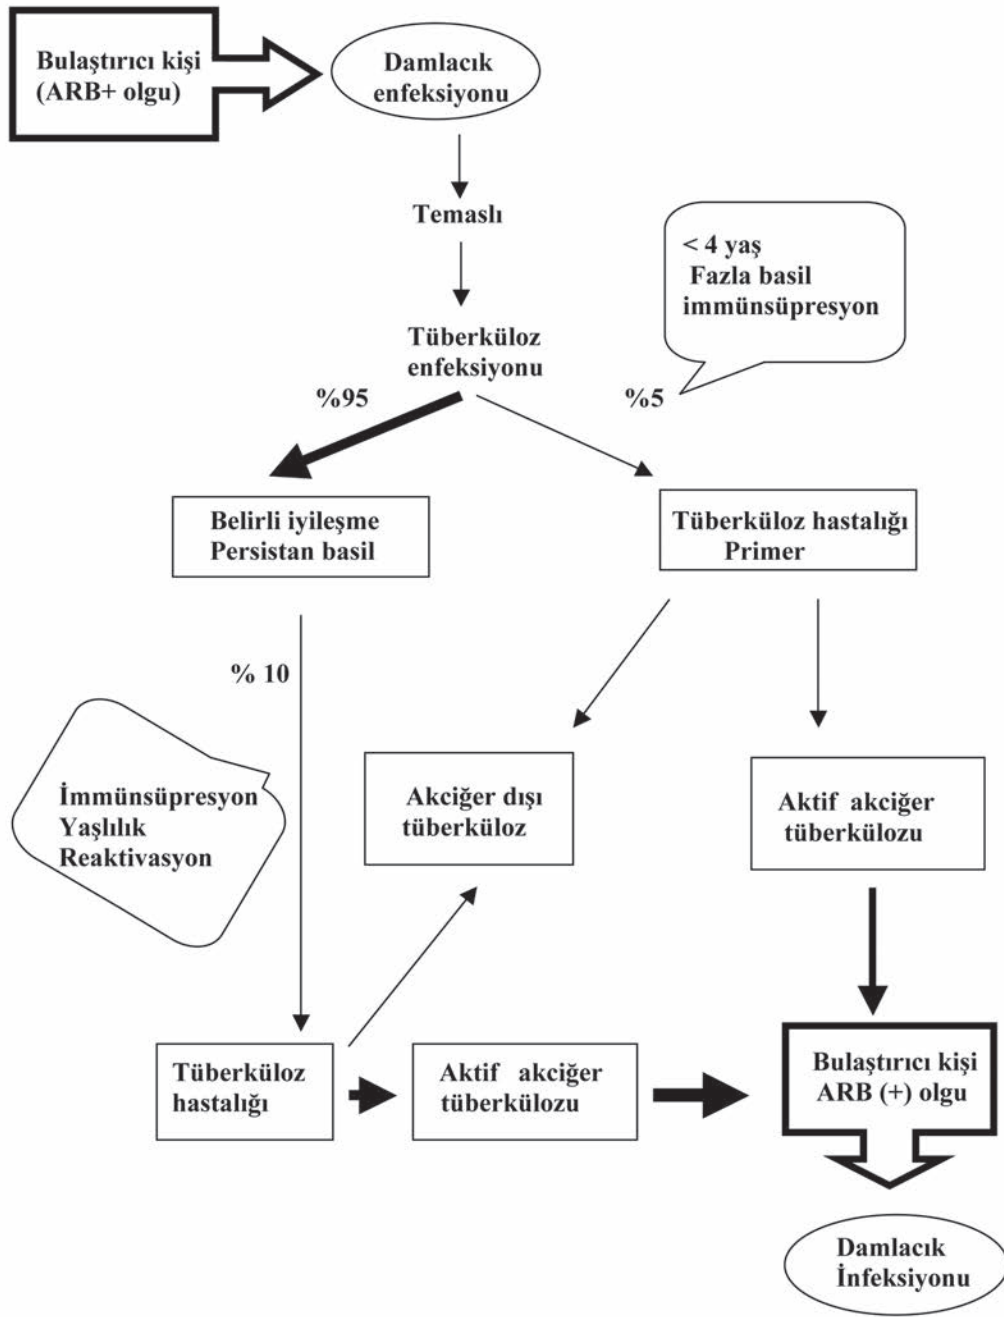 Bulaştırıcı kişi
(ARB+ olgu)
Damlacık
enfeksiyonu
Temaslı
< 4 yaş
Fazla basil
immünsüpresyon
Tüberküloz
enfeksiyonu
%95
%5
Belirli iyileşme
Persistan basil
Tüberküloz hastalığı
Primer
% 10
İmmünsüpresyon
Yaşlılık
Reaktivasyon
Akciğer dışı
tüberküloz
Aktif akciğer
tüberkülozu
Tüberküloz
hastalığı
Aktif akciğer
tüberkülozu
Bulaştırıcı kişi
ARB (+) olgu
Damlacık
İnfeksiyonu